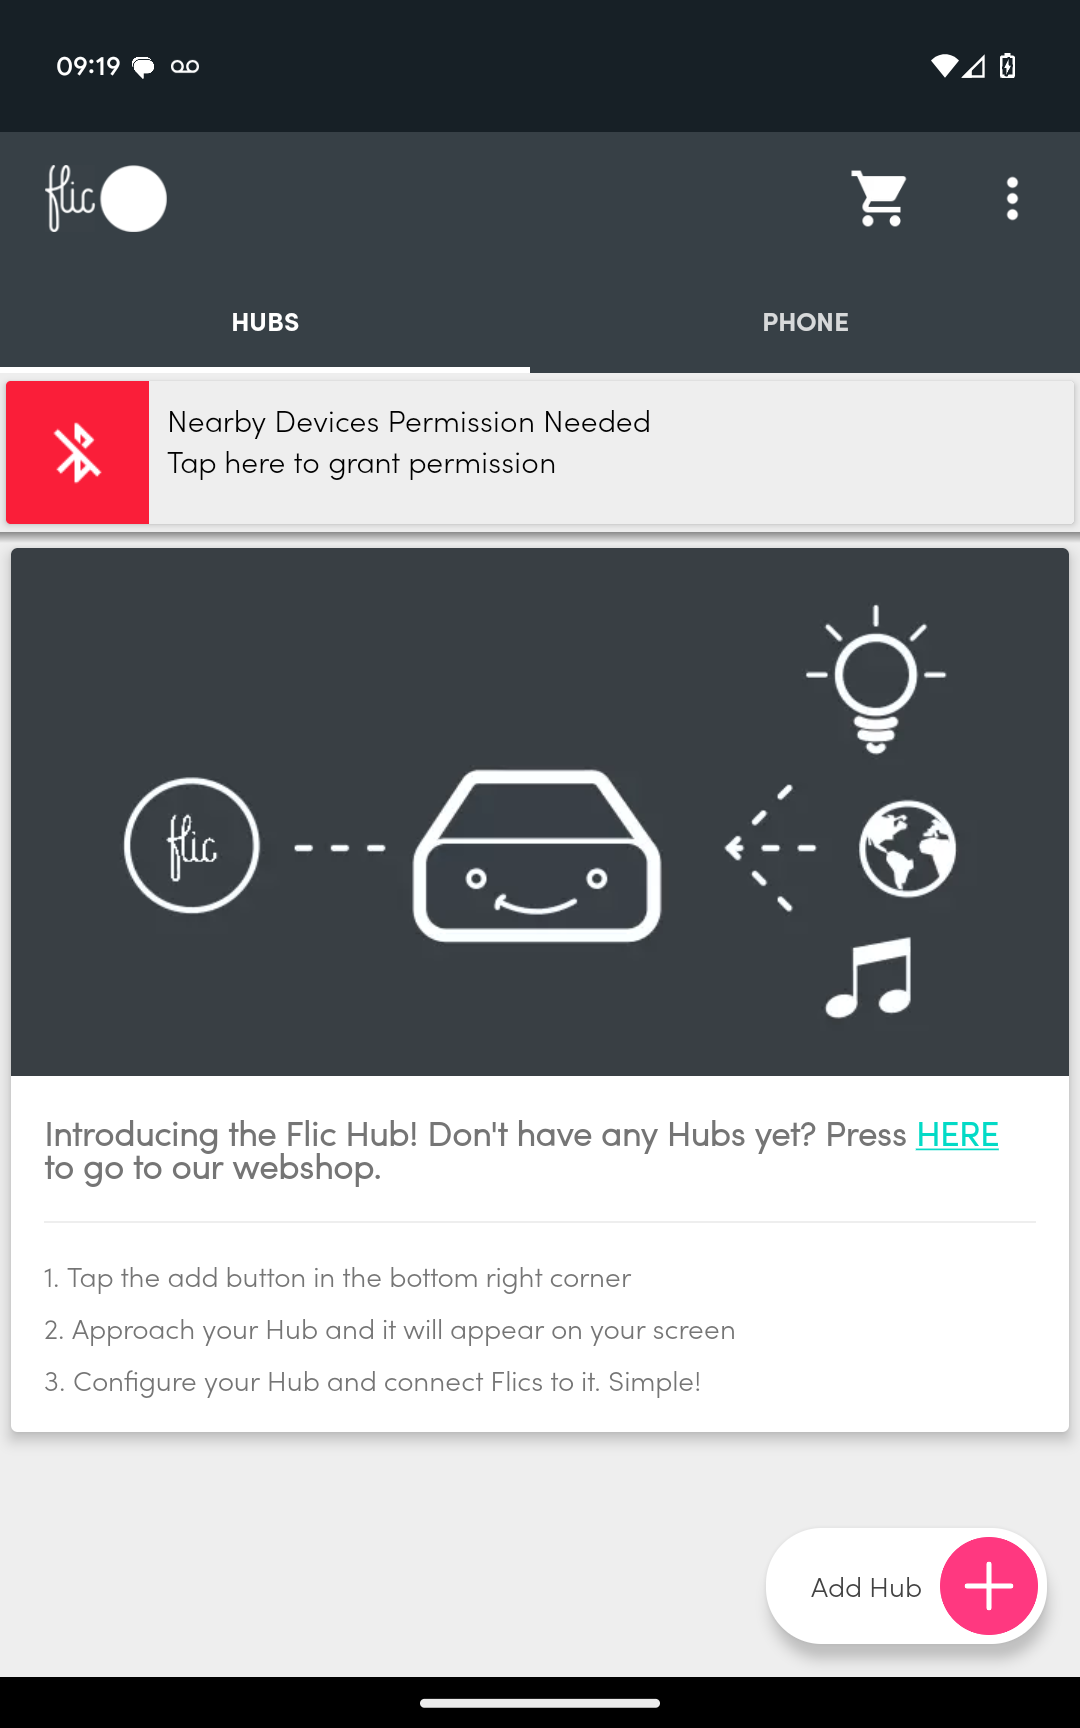 09:19
flic
HUBS
PHONE
Nearby Devices Permission Needed
Tap here to grant permission
flic
Introducing the Flic Hub! Don't have any Hubs yet? Press HERE
to go to our webshop.
1. Tap the add button in the bottom right corner
2. Approach your Hub and it will appear on your screen
3. Configure your Hub and connect Flics to it. Simple!
Add Hub